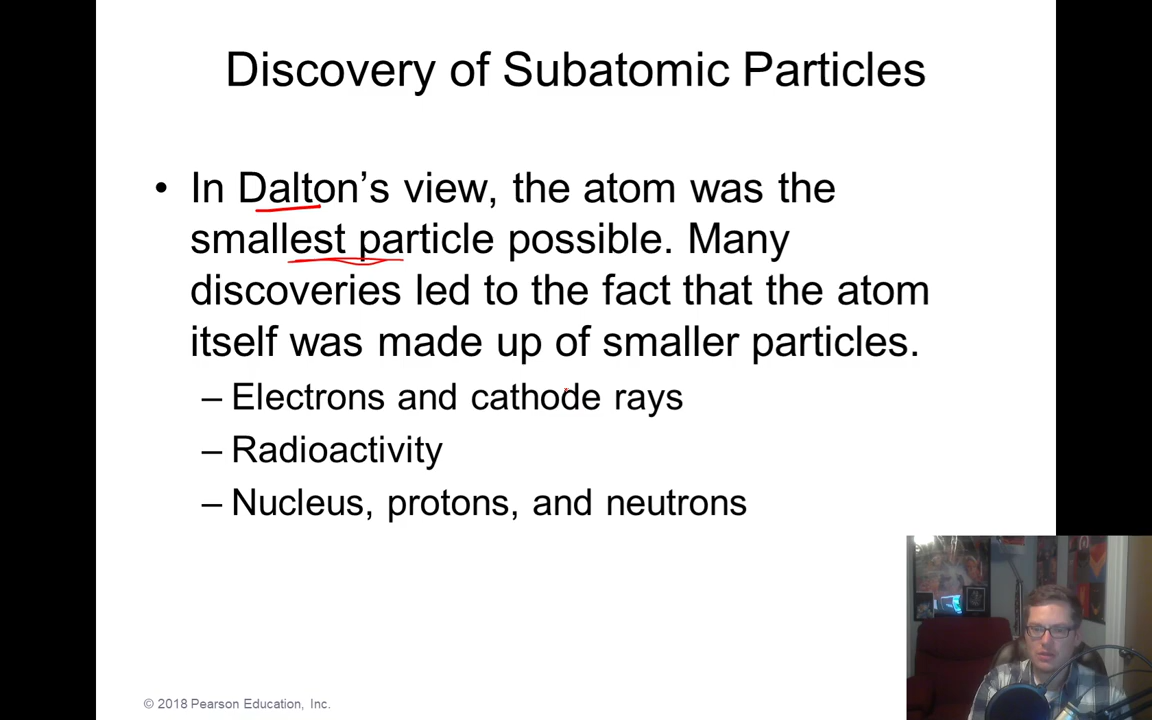 Discovery of Subatomic Particles
• In Dalton’s view, the atom was the
smallest particle possible. Many
discoveries led to the fact that the atom
itself was made up of smaller particles.
– Electrons and cathode rays
– Radioactivity
– Nucleus, protons, and neutrons
© 2018 Pearson Education, Inc.